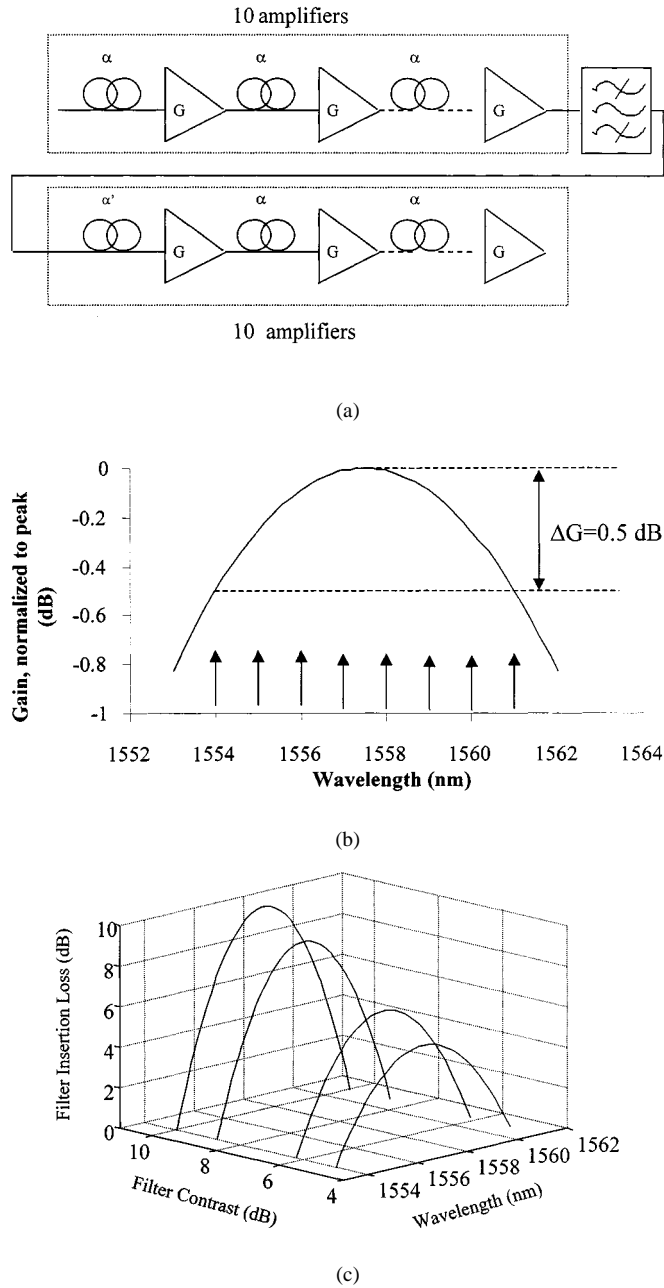 10 amplifiers
α α α
G G G
α' α α
G G G
10 amplifiers
(a)
Gain, normalized to peak
(dB)
0
-0.2
-0.4
-0.6
-0.8
-1
ΔG=0.5 dB
1552 1554 1556 1558 1560 1562 1564
Wavelength (nm)
(b)
Filter Insertion Loss (dB)
10
8
6
4
2
0
10 8 6 4
Filter Contrast (dB)
1554 1556 1558 1560 1562
Wavelength (nm)
(c)